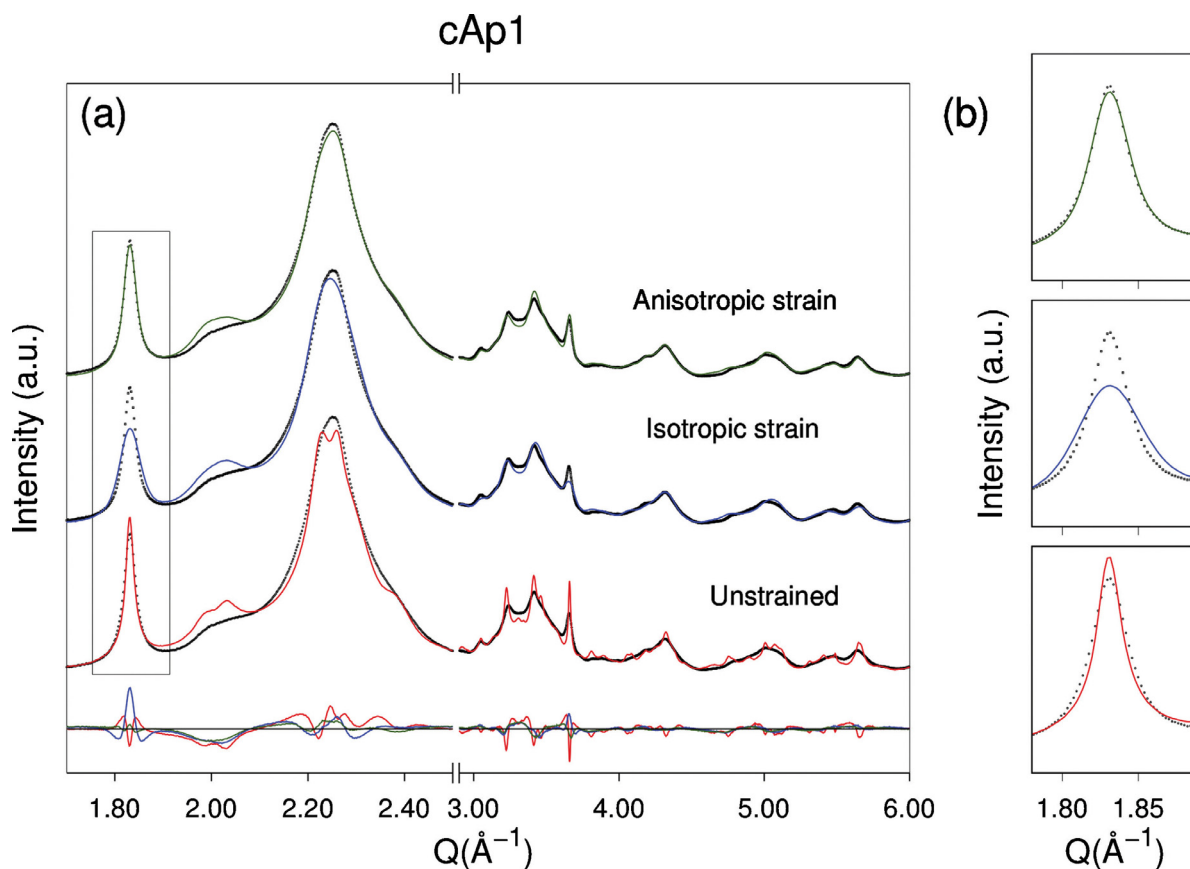 cAp1
(a)
(b)
Anisotropic strain
Isotropic strain
Unstrained
Intensity (a.u.)
Intensity (a.u.)
1.80 2.00 2.20 2.40 3.00 4.00 5.00 6.00
Q(Å⁻¹)
1.80 1.85
Q(Å⁻¹)